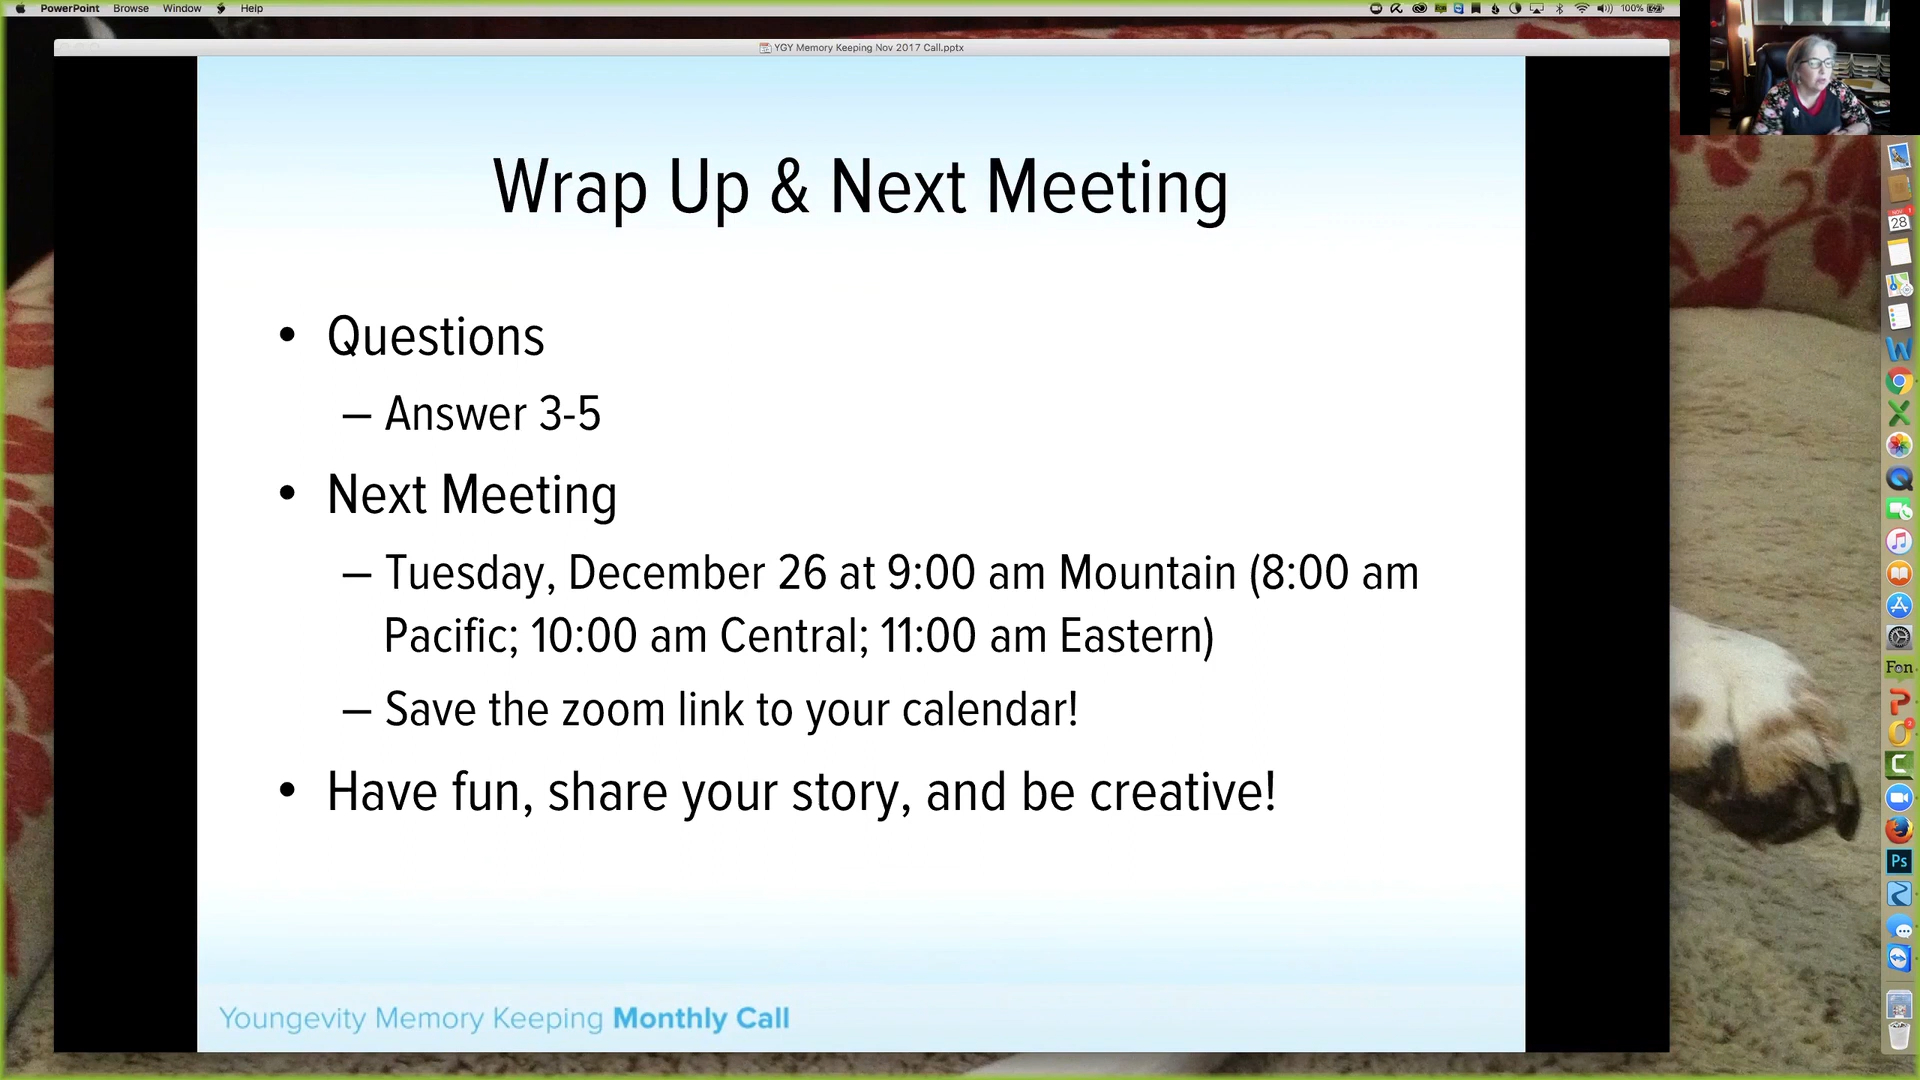 PowerPoint Browse Window Help
100%
YGY Memory Keeping Nov 2017 Call.pptx
Wrap Up & Next Meeting
• Questions
– Answer 3-5
• Next Meeting
– Tuesday, December 26 at 9:00 am Mountain (8:00 am
Pacific; 10:00 am Central; 11:00 am Eastern)
– Save the zoom link to your calendar!
• Have fun, share your story, and be creative!
Youngevity Memory Keeping Monthly Call
NOV
28
Fon
Ps